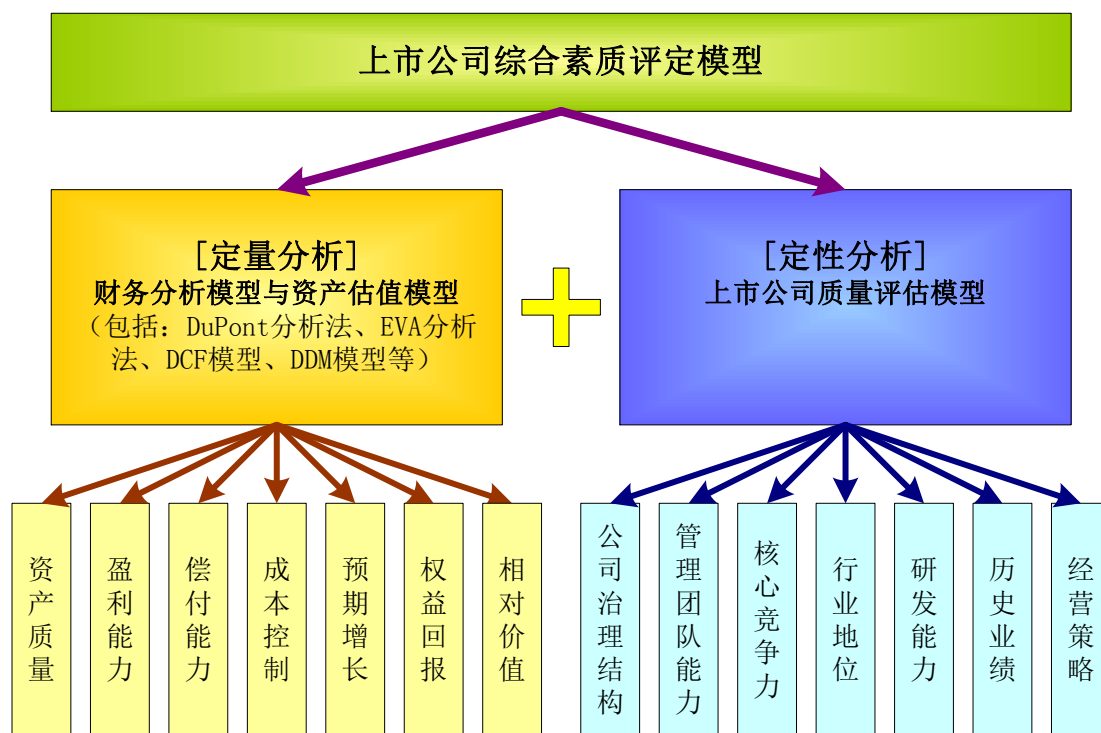 上市公司综合素质评定模型
[定量分析]
财务分析模型与资产估值模型
（包括：DuPont分析法、EVA分析
法、DCF模型、DDM模型等）
[定性分析]
上市公司质量评估模型
资产质量
盈利能力
偿付能力
成本控制
预期增长
权益回报
相对价值
公司治理结构
管理团队能力
核心竞争力
行业地位
研发能力
历史业绩
经营策略